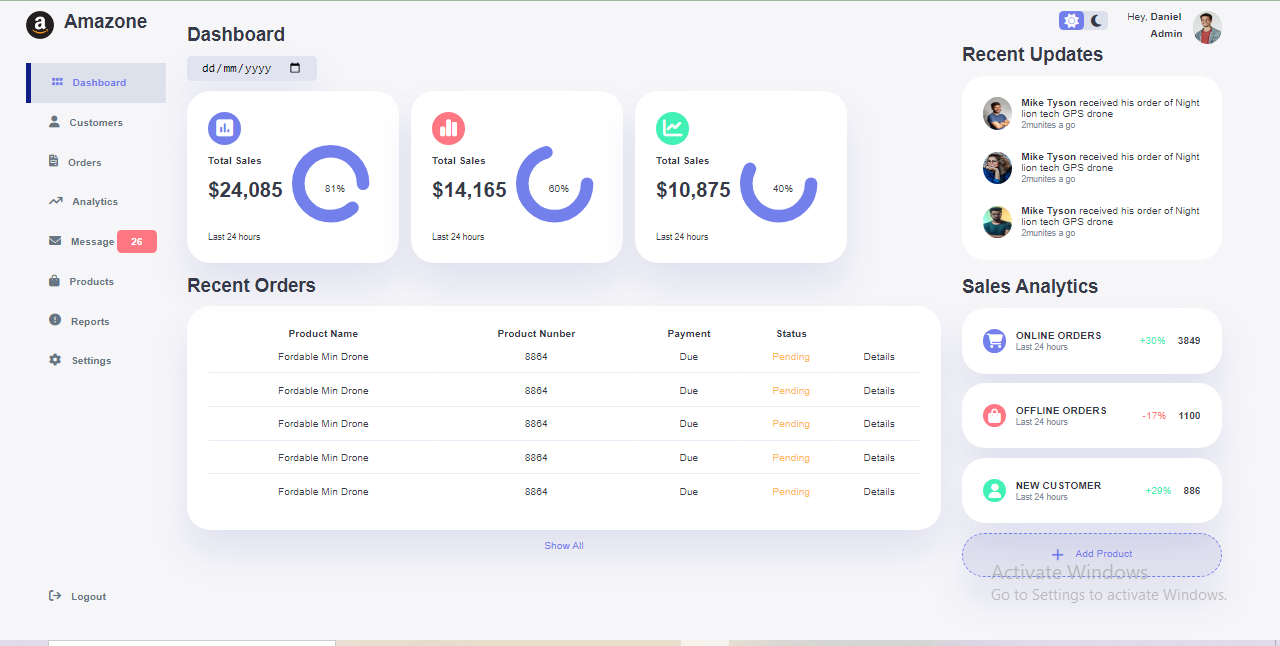 Amazone
Dashboard
Customers
Orders
Analytics
Message 26
Products
Reports
Settings
Logout
Dashboard
dd/mm/yyyy
Total Sales
$24,085
81%
Last 24 hours
Total Sales
$14,165
60%
Last 24 hours
Total Sales
$10,875
40%
Last 24 hours
Recent Orders
Product Name Product Nunber Payment Status
Fordable Min Drone 8864 Due Pending Details
Fordable Min Drone 8864 Due Pending Details
Fordable Min Drone 8864 Due Pending Details
Fordable Min Drone 8864 Due Pending Details
Fordable Min Drone 8864 Due Pending Details
Show All
Hey, Daniel
Admin
Recent Updates
Mike Tyson received his order of Night
lion tech GPS drone
2munites a go
Mike Tyson received his order of Night
lion tech GPS drone
2munites a go
Mike Tyson received his order of Night
lion tech GPS drone
2munites a go
Sales Analytics
ONLINE ORDERS +30% 3849
Last 24 hours
OFFLINE ORDERS -17% 1100
Last 24 hours
NEW CUSTOMER +29% 886
Last 24 hours
Add Product
Activate Windows
Go to Settings to activate Windows.